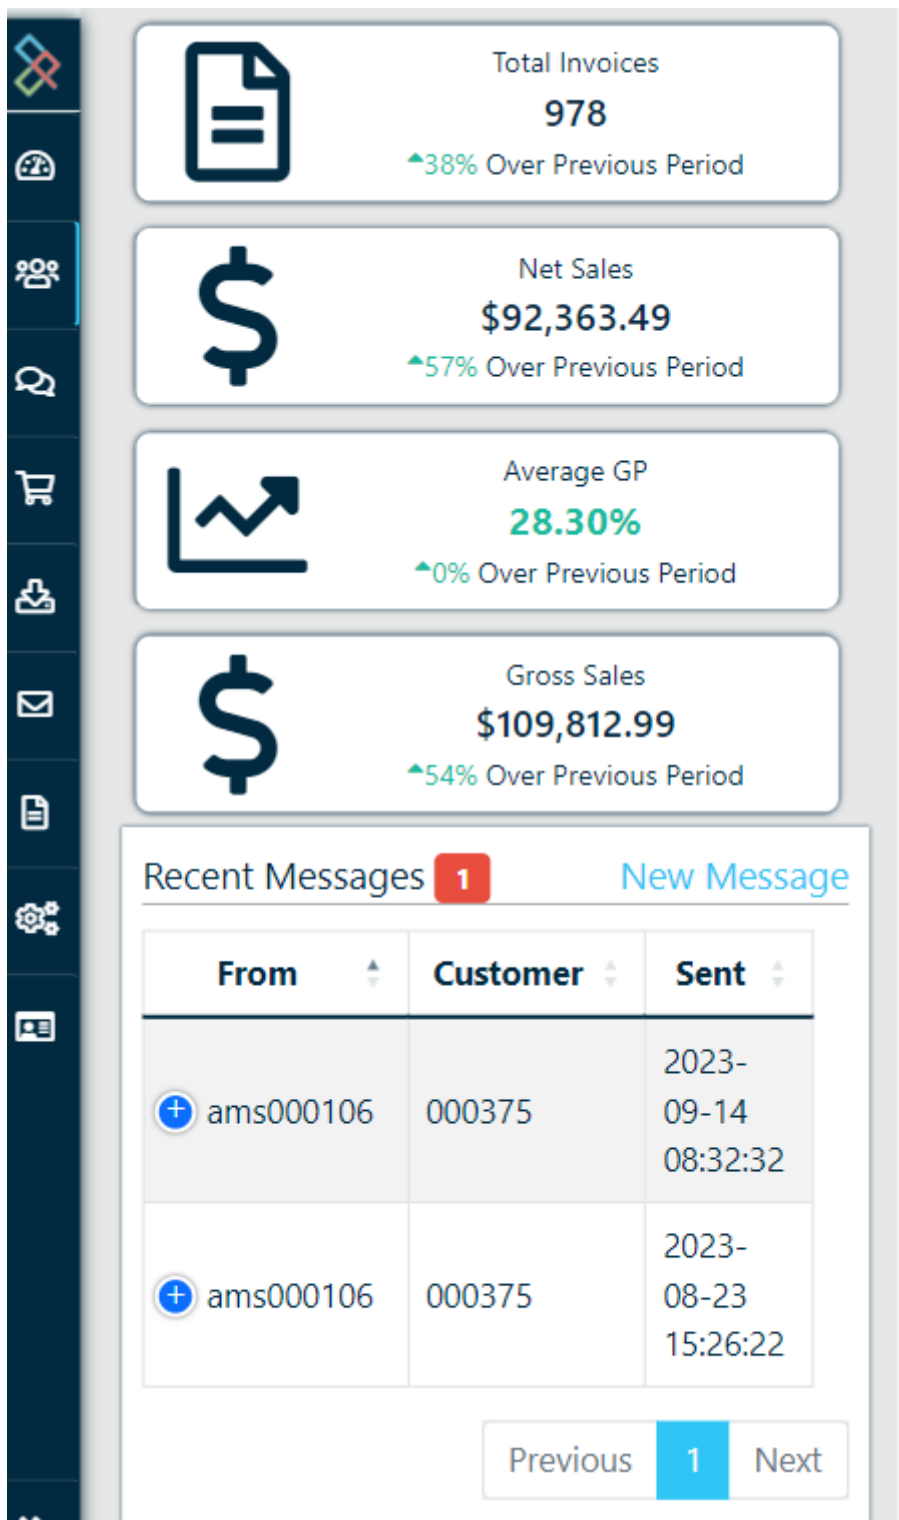 Total Invoices
978
38% Over Previous Period
Net Sales
$92,363.49
57% Over Previous Period
Average GP
28.30%
0% Over Previous Period
Gross Sales
$109,812.99
54% Over Previous Period
Recent Messages 1 New Message
From Customer Sent
ams000106 000375 2023-
09-14
08:32:32
ams000106 000375 2023-
08-23
15:26:22
Previous 1 Next